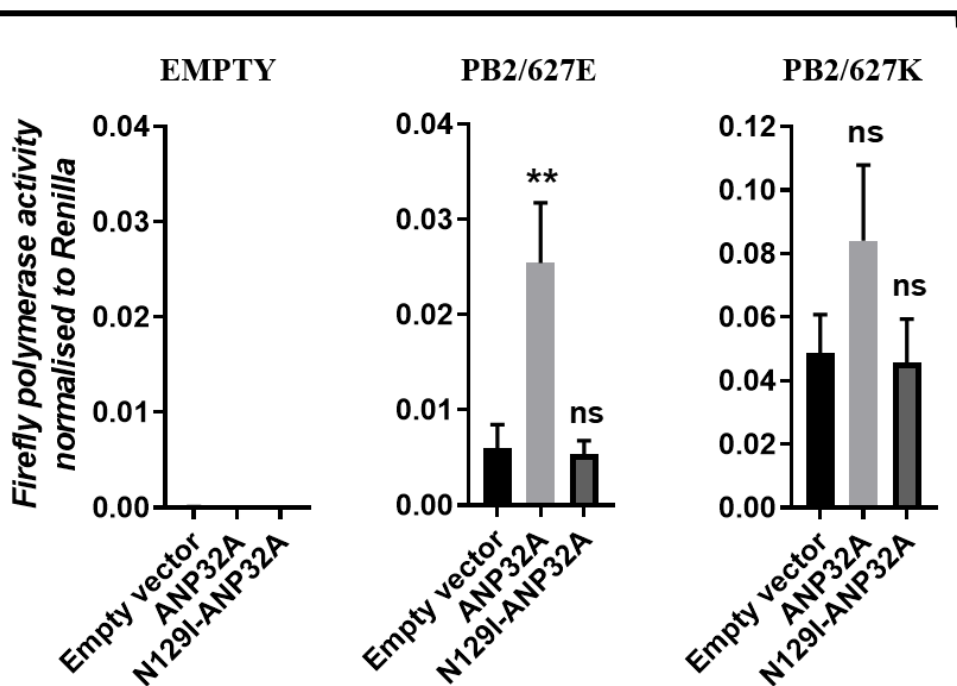 EMPTY
PB2/627E
PB2/627K
Firefly polymerase activity
normalised to Renilla
0.04
0.03
0.02
0.01
0.00
Empty vector
ANP32A
N129I-ANP32A
0.04
0.03
0.02
0.01
0.00
**
ns
Empty vector
ANP32A
N129I-ANP32A
0.12
0.10
0.08
0.06
0.04
0.02
0.00
ns
ns
Empty vector
ANP32A
N129I-ANP32A